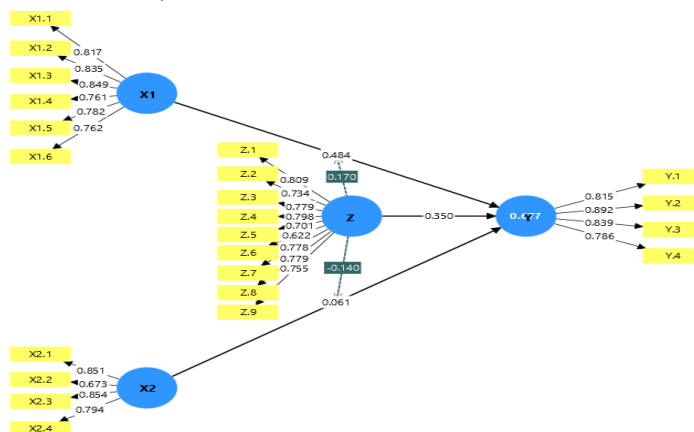 X1.1
X1.2
X1.3
X1.4
X1.5
X1.6
0.817
0.835
0.849
0.761
0.782
0.762
X1
Z.1
Z.2
Z.3
Z.4
Z.5
Z.6
Z.7
Z.8
Z.9
0.809
0.734
0.779
0.798
0.701
0.622
0.778
0.779
0.755
Z
0.484
0.170
0.350
-0.140
0.061
Y
0.677
0.815
0.892
0.839
0.786
Y.1
Y.2
Y.3
Y.4
X2.1
X2.2
X2.3
X2.4
0.851
0.673
0.854
0.794
X2